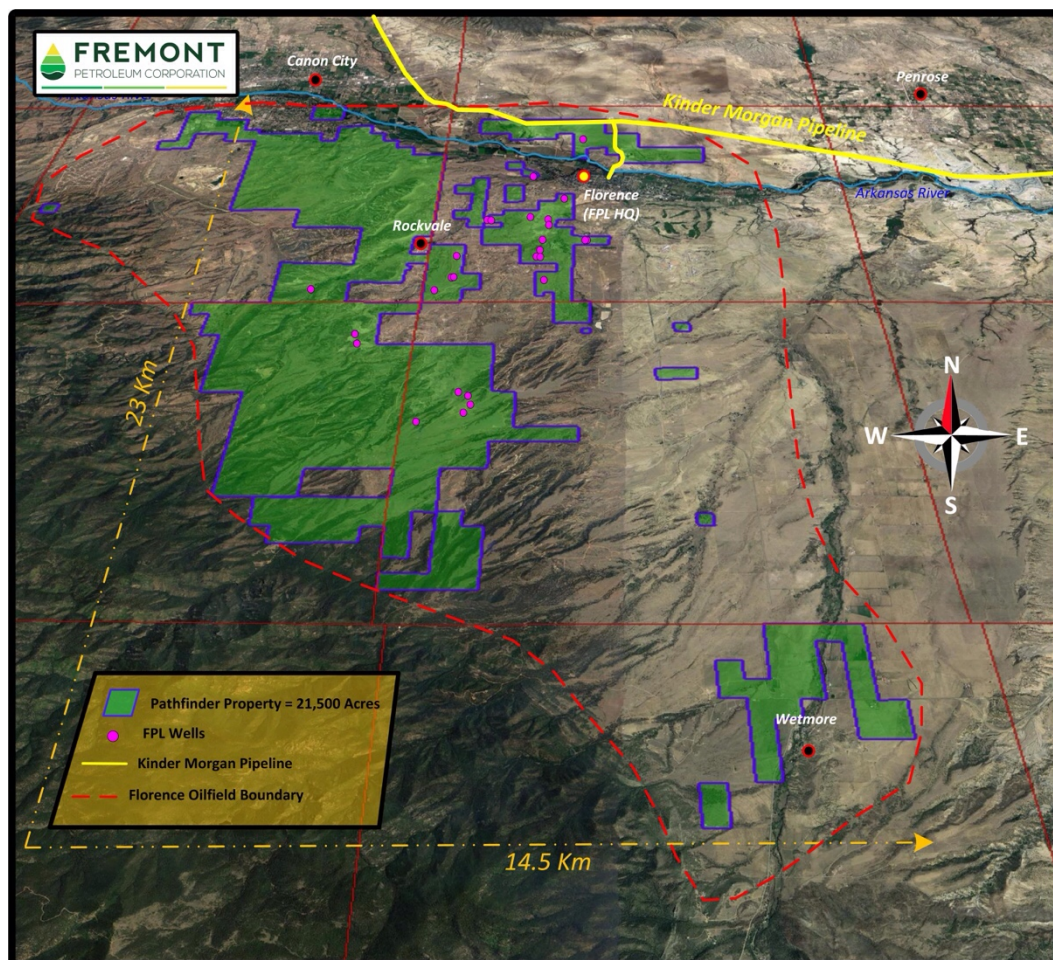 FREMONT
PETROLEUM CORPORATION
Canon City
Penrose
Kinder Morgan Pipeline
Arkansas River
Florence
(FPL HQ)
Rockvale
23 Km
N
W
E
S
Pathfinder Property = 21,500 Acres
FPL Wells
Kinder Morgan Pipeline
Florence Oilfield Boundary
Wetmore
14.5 Km